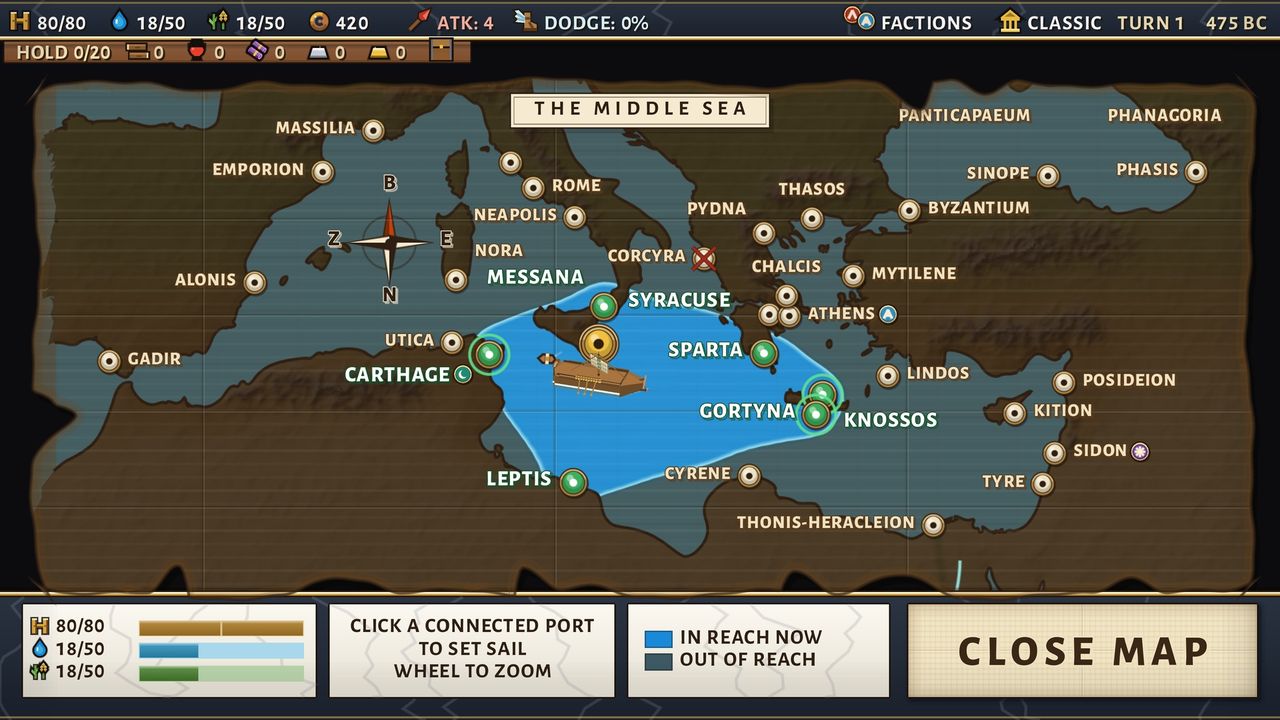 80/80 18/50 18/50 420 ATK: 4 DODGE: 0% FACTIONS CLASSIC TURN 1 475 BC
HOLD 0/20 0 0 0 0 0
THE MIDDLE SEA
PANTICAPAEUM
PHANAGORIA
MASSILIA
EMPORION
SINOPE
PHASIS
B
ROME
THASOS
NEAPOLIS
PYDNA
BYZANTIUM
Z
E
NORA
CORCYRA
CHALCIS
MYTILENE
ALONIS
MESSANA
N
SYRACUSE
ATHENS
UTICA
SPARTA
GADIR
CARTHAGE
LINDOS
POSIDEION
GORTYNA
KNOSSOS
KITION
SIDON
LEPTIS
CYRENE
TYRE
THONIS-HERACLEION
80/80
18/50
18/50
CLICK A CONNECTED PORT
TO SET SAIL
WHEEL TO ZOOM
IN REACH NOW
OUT OF REACH
CLOSE MAP